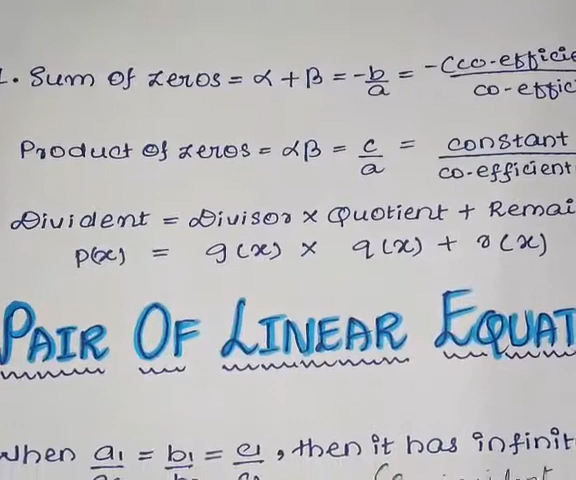 1. Sum of zeros = α + β = -b/a = -(co-efficie
co-effic
Product of zeros = αβ = c/a = constant
co-efficient
Divident = Divisor × Quotient + Remai
p(x) = g(x) × q(x) + r(x)
PAIR OF LINEAR EQUAT
When a₁ = b₁ = c₁ , then it has infinit